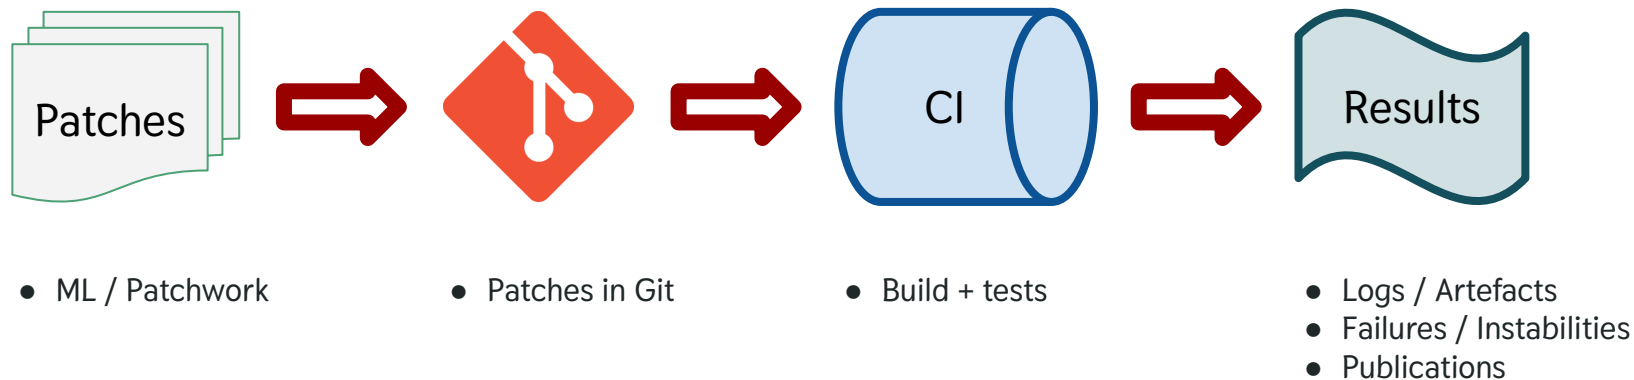 Patches
CI
Results
● ML / Patchwork
● Patches in Git
● Build + tests
● Logs / Artefacts
● Failures / Instabilities
● Publications